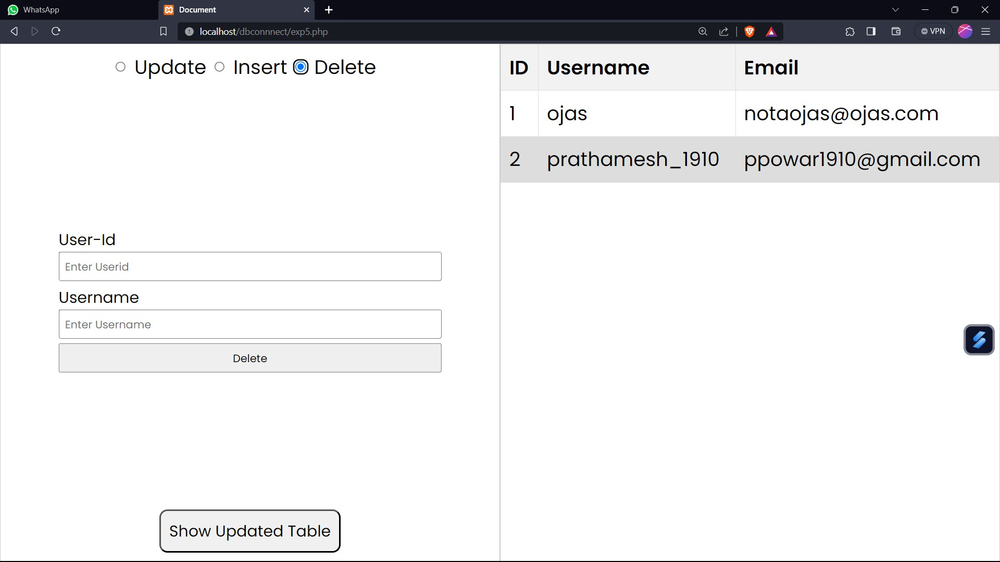 WhatsApp
Document
localhost/dbconnnect/exp5.php
VPN
Update Insert Delete
User-Id
Enter Userid
Username
Enter Username
Delete
Show Updated Table
ID Username Email
1 ojas notaojas@ojas.com
2 prathamesh_1910 ppowar1910@gmail.com